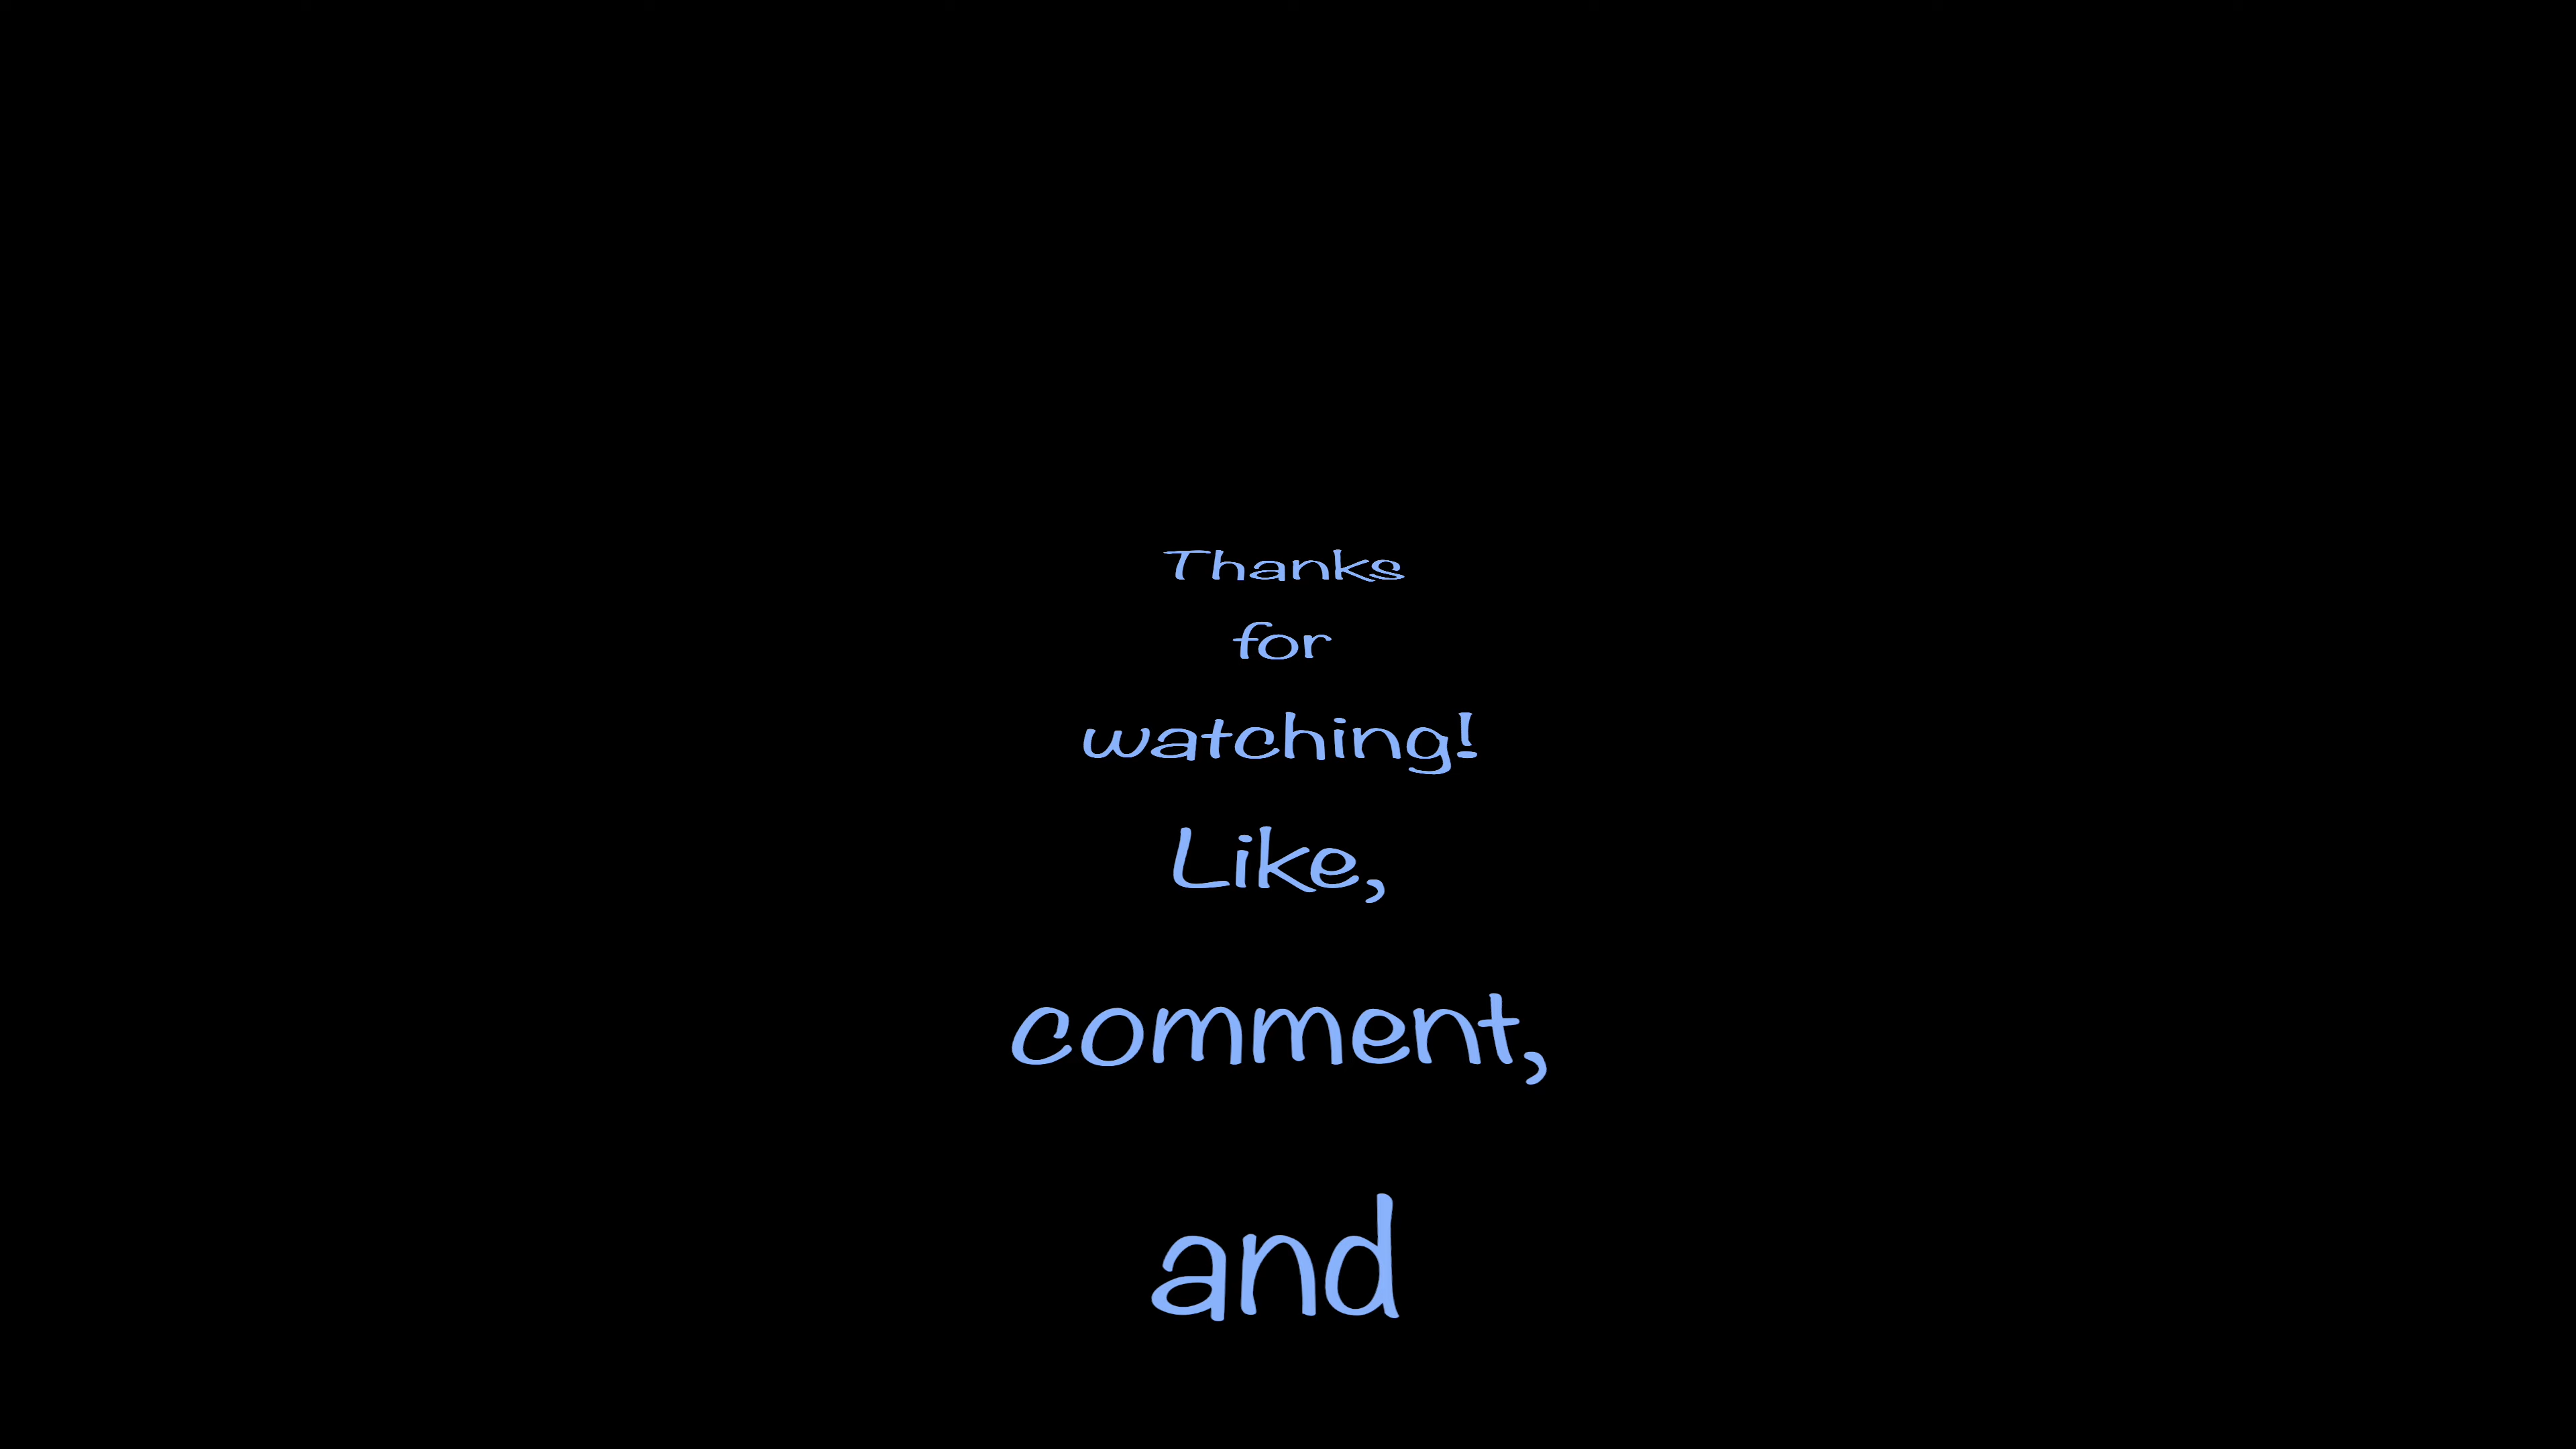 Thanks
for
watching!
Like,
comment,
and